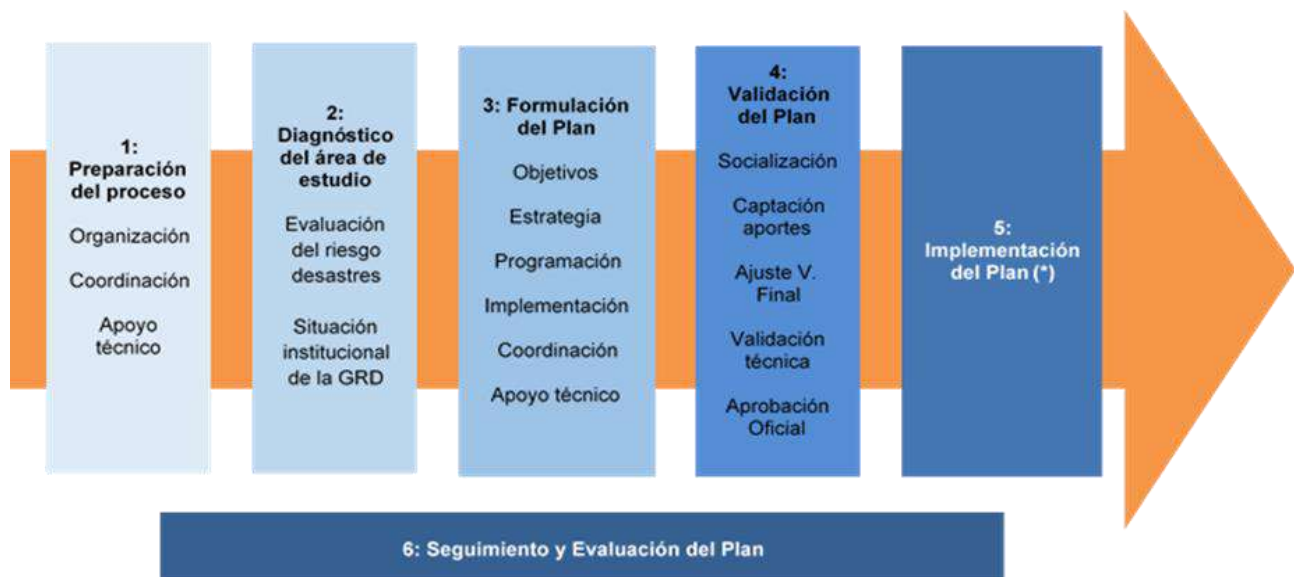 1:
Preparación
del proceso
Organización
Coordinación
Apoyo
técnico
2:
Diagnóstico
del área de
estudio
Evaluación
del riesgo
desastres
Situación
institucional
de la GRD
3: Formulación
del Plan
Objetivos
Estrategia
Programación
Implementación
Coordinación
Apoyo técnico
4:
Validación
del Plan
Socialización
Captación
aportes
Ajuste V.
Final
Validación
técnica
Aprobación
Oficial
5:
Implementación
del Plan (*)
6: Seguimiento y Evaluación del Plan